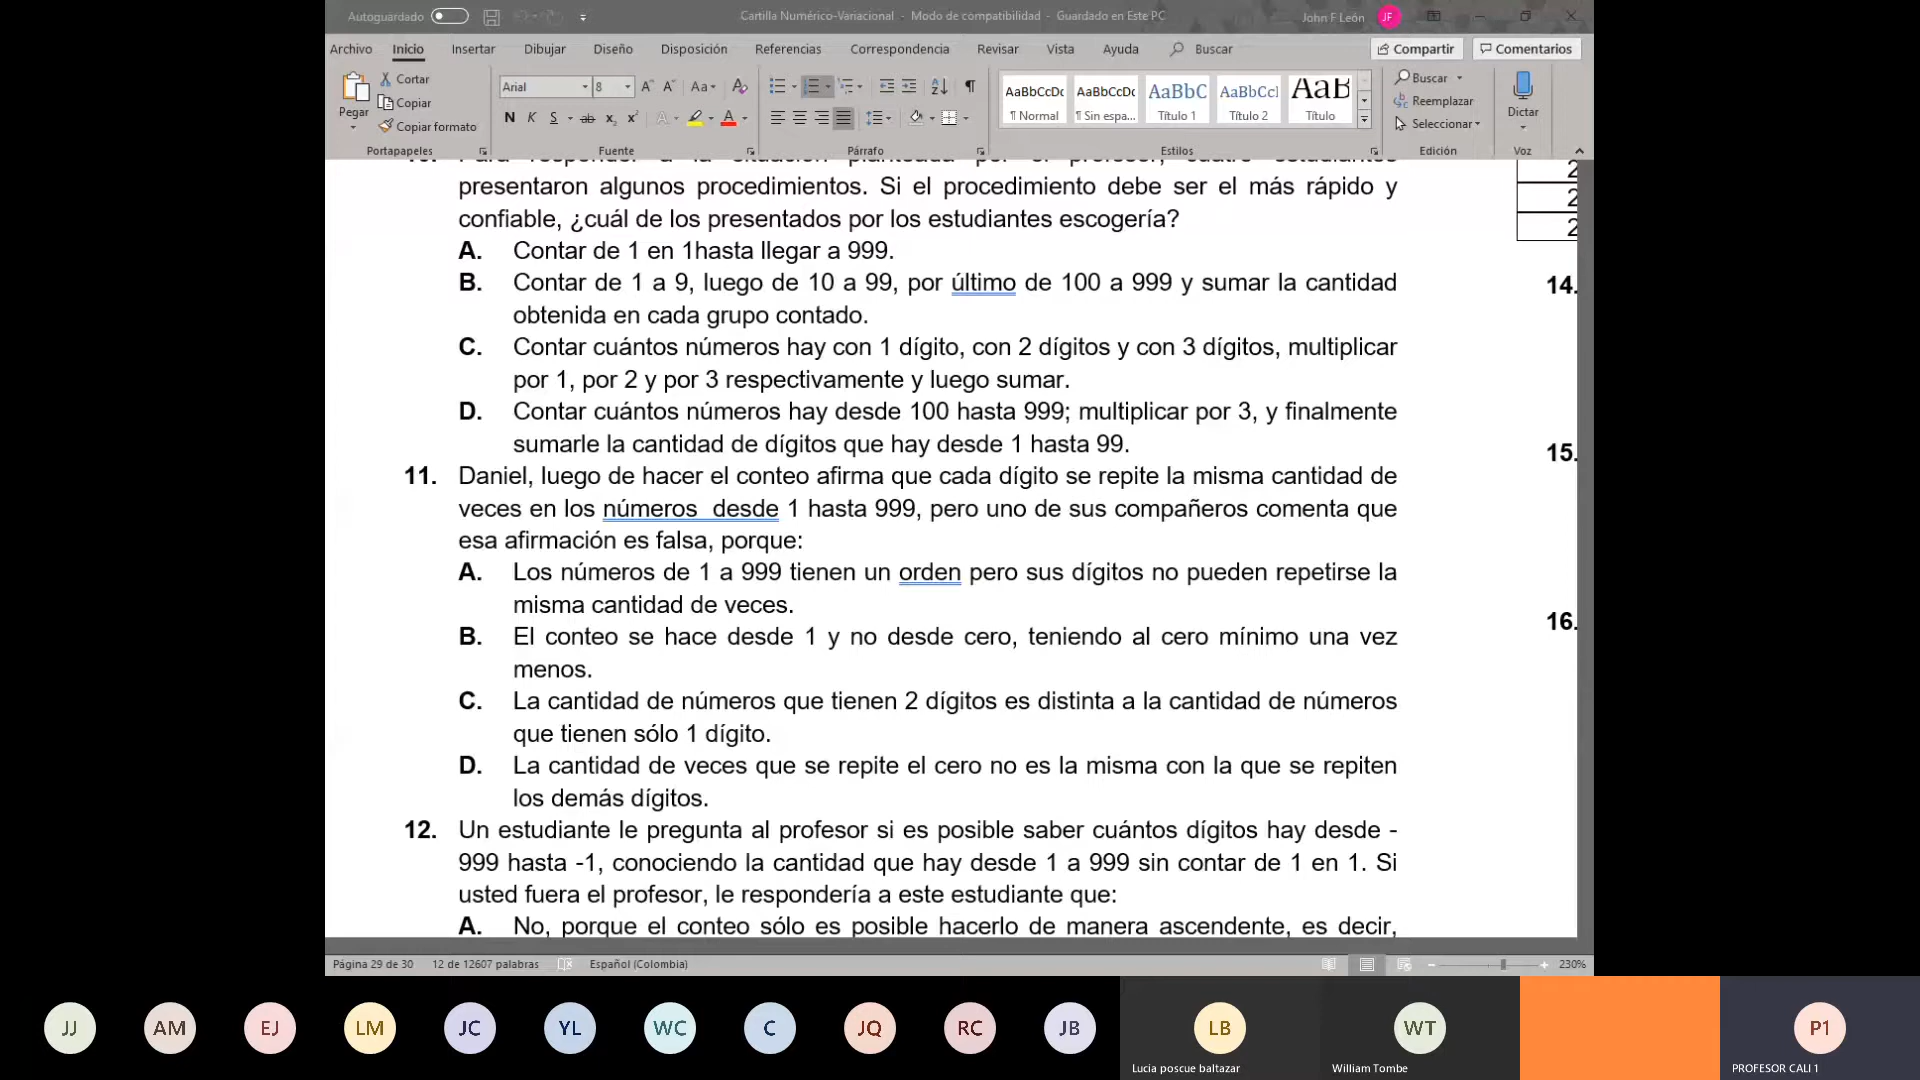 Autoguardado
Cartilla Numérico-Variacional - Modo de compatibilidad - Guardado en Este PC
John F León
JF
Archivo Inicio Insertar Dibujar Diseño Disposición Referencias Correspondencia Revisar Vista Ayuda Buscar
Compartir
Comentarios
Pegar
Cortar
Copiar
Copiar formato
Portapapeles
Arial 8
Fuente
Párrafo
AaBbCcDc AaBbCcDc AaBbC AaBbCcI AaB
¶ Normal ¶ Sin espa... Título 1 Título 2 Título
Estilos
Buscar
Reemplazar
Seleccionar
Edición
Dictar
Voz
presentaron algunos procedimientos. Si el procedimiento debe ser el más rápido y
confiable, ¿cuál de los presentados por los estudiantes escogería?
A. Contar de 1 en 1hasta llegar a 999.
B. Contar de 1 a 9, luego de 10 a 99, por último de 100 a 999 y sumar la cantidad
obtenida en cada grupo contado.
C. Contar cuántos números hay con 1 dígito, con 2 dígitos y con 3 dígitos, multiplicar
por 1, por 2 y por 3 respectivamente y luego sumar.
D. Contar cuántos números hay desde 100 hasta 999; multiplicar por 3, y finalmente
sumarle la cantidad de dígitos que hay desde 1 hasta 99.
11. Daniel, luego de hacer el conteo afirma que cada dígito se repite la misma cantidad de
veces en los números desde 1 hasta 999, pero uno de sus compañeros comenta que
esa afirmación es falsa, porque:
A. Los números de 1 a 999 tienen un orden pero sus dígitos no pueden repetirse la
misma cantidad de veces.
B. El conteo se hace desde 1 y no desde cero, teniendo al cero mínimo una vez
menos.
C. La cantidad de números que tienen 2 dígitos es distinta a la cantidad de números
que tienen sólo 1 dígito.
D. La cantidad de veces que se repite el cero no es la misma con la que se repiten
los demás dígitos.
12. Un estudiante le pregunta al profesor si es posible saber cuántos dígitos hay desde -
999 hasta -1, conociendo la cantidad que hay desde 1 a 999 sin contar de 1 en 1. Si
usted fuera el profesor, le respondería a este estudiante que:
A. No, porque el conteo sólo es posible hacerlo de manera ascendente, es decir,
2
2
2
14.
15.
16.
Página 29 de 30 12 de 12607 palabras Español (Colombia) 230%
JJ AM EJ LM JC YL WC C JQ RC JB LB WT P1
Lucia poscue baltazar William Tombe PROFESOR CALI 1